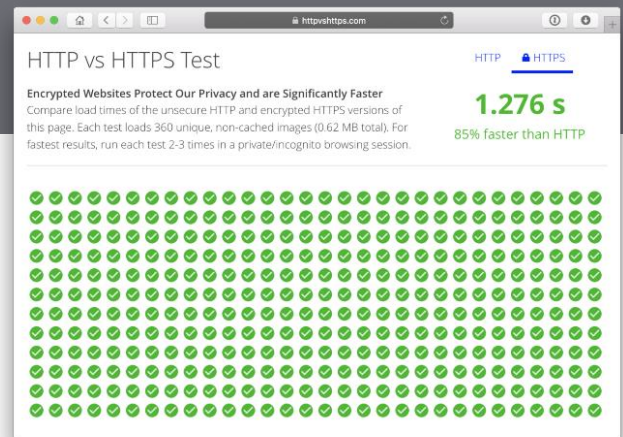 httpvshttps.com
HTTP vs HTTPS Test
HTTP
HTTPS
Encrypted Websites Protect Our Privacy and are Significantly Faster
Compare load times of the unsecure HTTP and encrypted HTTPS versions of
this page. Each test loads 360 unique, non-cached images (0.62 MB total). For
fastest results, run each test 2-3 times in a private/incognito browsing session.
1.276 s
85% faster than HTTP